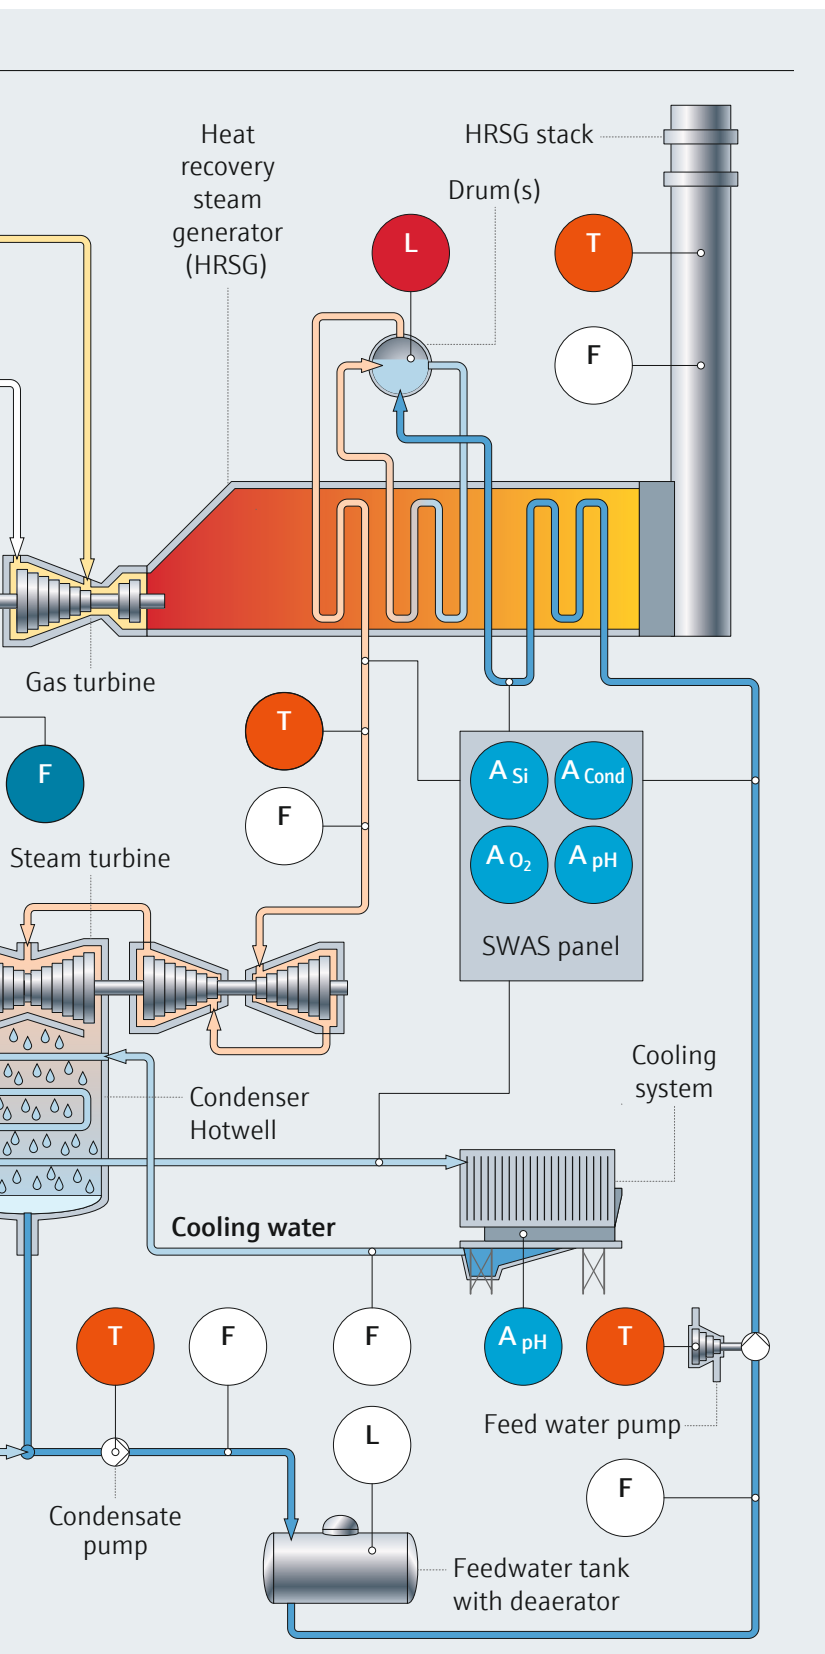 Heat
recovery
steam
generator
(HRSG)
HRSG stack
Drum(s)
L
T
F
Gas turbine
T
F
F
A Si
A Cond
A O₂
A pH
SWAS panel
Steam turbine
Cooling
system
Condenser
Hotwell
Cooling water
T
F
F
A pH
T
Feed water pump
L
F
Condensate
pump
Feedwater tank
with deaerator